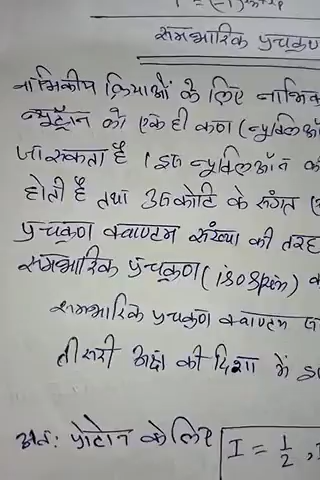 समभारिक प्रचक्रण
नाभिकीय क्रियाओं के लिए नाभिक
न्यूट्रॉन को एक ही कण (न्यूक्लिऑ
जा सकता है । इस न्यूक्लिऑन क
होती है तथा उपकोटि के संगत
प्रचक्रण क्वाण्टम संख्या की तरह
समभारिक प्रचक्रण (isospin) क
समभारिक प्रचक्रण क्वाण्टम
तीसरी अक्ष की दिशा में इ
अतः प्रोटोन के लिए I = 1/2 ,